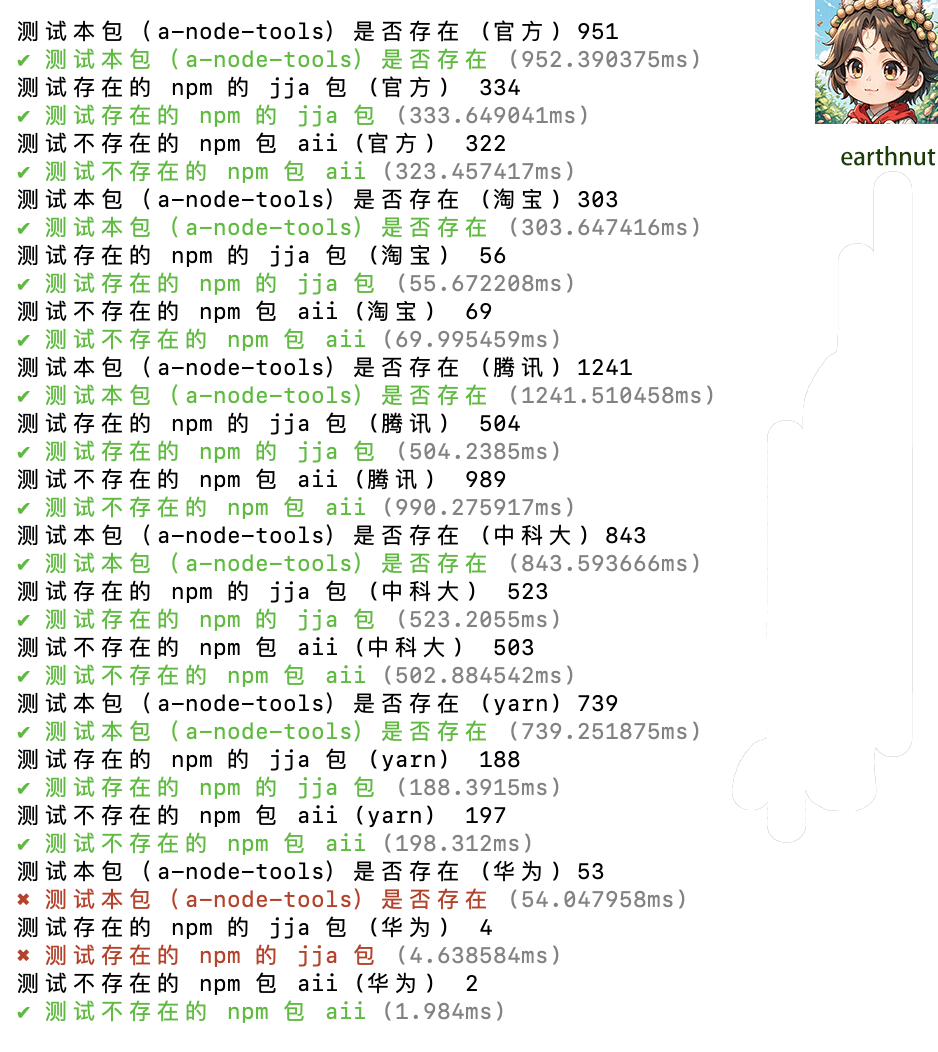 测试本包 (a-node-tools) 是否存在 (官方) 951
✔ 测试本包 (a-node-tools) 是否存在 (952.390375ms)
测试存在的 npm 的 jja 包 (官方) 334
✔ 测试存在的 npm 的 jja 包 (333.649041ms)
测试不存在的 npm 包 aii (官方) 322
✔ 测试不存在的 npm 包 aii (323.457417ms)
测试本包 (a-node-tools) 是否存在 (淘宝) 303
✔ 测试本包 (a-node-tools) 是否存在 (303.647416ms)
测试存在的 npm 的 jja 包 (淘宝) 56
✔ 测试存在的 npm 的 jja 包 (55.672208ms)
测试不存在的 npm 包 aii (淘宝) 69
✔ 测试不存在的 npm 包 aii (69.995459ms)
测试本包 (a-node-tools) 是否存在 (腾讯) 1241
✔ 测试本包 (a-node-tools) 是否存在 (1241.510458ms)
测试存在的 npm 的 jja 包 (腾讯) 504
✔ 测试存在的 npm 的 jja 包 (504.2385ms)
测试不存在的 npm 包 aii (腾讯) 989
✔ 测试不存在的 npm 包 aii (990.275917ms)
测试本包 (a-node-tools) 是否存在 (中科大) 843
✔ 测试本包 (a-node-tools) 是否存在 (843.593666ms)
测试存在的 npm 的 jja 包 (中科大) 523
✔ 测试存在的 npm 的 jja 包 (523.2055ms)
测试不存在的 npm 包 aii (中科大) 503
✔ 测试不存在的 npm 包 aii (502.884542ms)
测试本包 (a-node-tools) 是否存在 (yarn) 739
✔ 测试本包 (a-node-tools) 是否存在 (739.251875ms)
测试存在的 npm 的 jja 包 (yarn) 188
✔ 测试存在的 npm 的 jja 包 (188.3915ms)
测试不存在的 npm 包 aii (yarn) 197
✔ 测试不存在的 npm 包 aii (198.312ms)
测试本包 (a-node-tools) 是否存在 (华为) 53
✖ 测试本包 (a-node-tools) 是否存在 (54.047958ms)
测试存在的 npm 的 jja 包 (华为) 4
✖ 测试存在的 npm 的 jja 包 (4.638584ms)
测试不存在的 npm 包 aii (华为) 2
✔ 测试不存在的 npm 包 aii (1.984ms)
earthnut